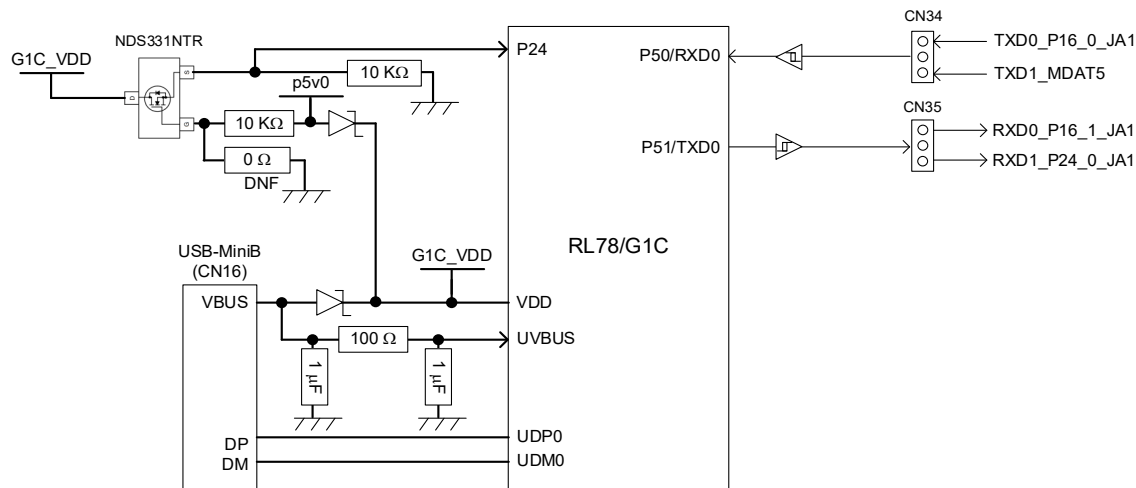 CN34
NDS331NTR
TXD0_P16_0_JA1
G1C_VDD
P24
P50/RXD0
S
D
10 KΩ
TXD1_MDAT5
p5v0
CN35
G
10 KΩ
RXD0_P16_1_JA1
P51/TXD0
0 Ω
RXD1_P24_0_JA1
DNF
RL78/G1C
USB-MiniB
(CN16)
G1C_VDD
VBUS
VDD
100 Ω
UVBUS
1 μF
1 μF
DP
UDP0
DM
UDM0